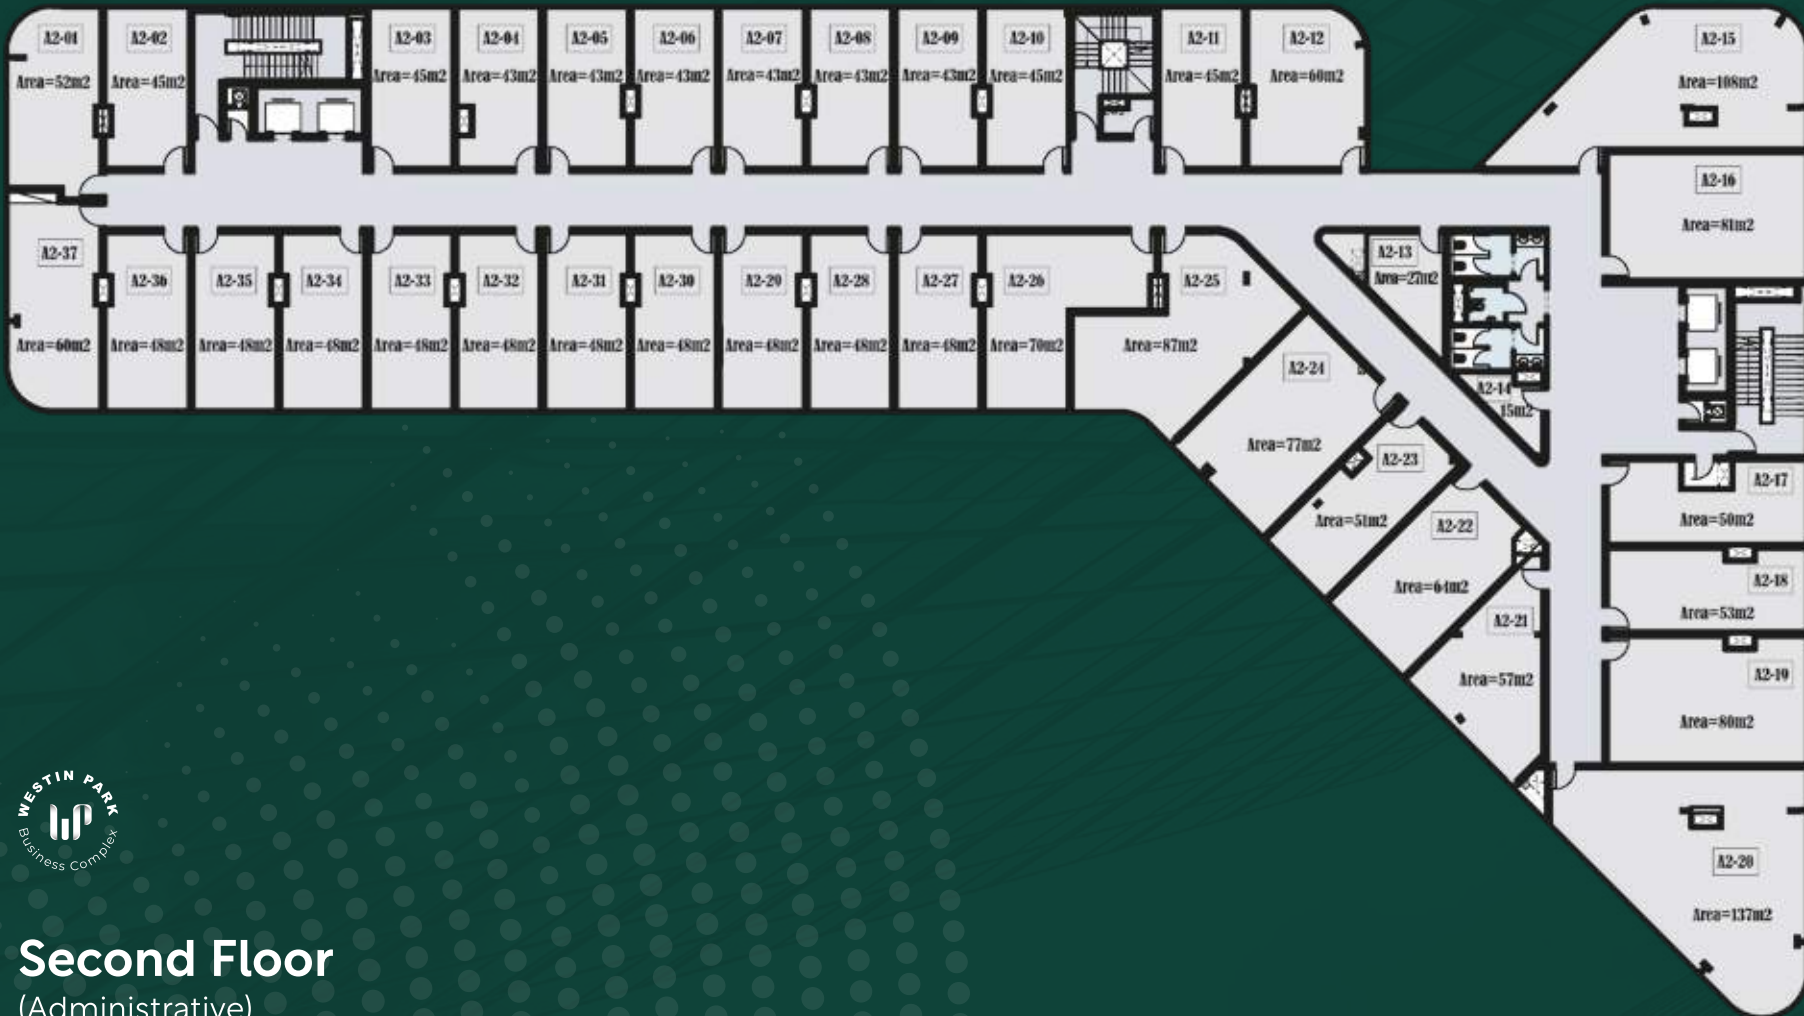 A2-01
Area=52m2
A2-02
Area=45m2
A2-03
Area=45m2
A2-04
Area=43m2
A2-05
Area=43m2
A2-06
Area=43m2
A2-07
Area=43m2
A2-08
Area=43m2
A2-09
Area=43m2
A2-10
Area=45m2
A2-11
Area=45m2
A2-12
Area=60m2
A2-15
Area=108m2
A2-16
Area=81m2
A2-13
Area=27m2
A2-14
15m2
A2-37
Area=60m2
A2-36
Area=48m2
A2-35
Area=48m2
A2-34
Area=48m2
A2-33
Area=48m2
A2-32
Area=48m2
A2-31
Area=48m2
A2-30
Area=48m2
A2-29
Area=48m2
A2-28
Area=48m2
A2-27
Area=48m2
A2-26
Area=70m2
A2-25
Area=87m2
A2-24
Area=77m2
A2-23
Area=51m2
A2-22
Area=64m2
A2-21
Area=57m2
A2-17
Area=50m2
A2-18
Area=53m2
A2-19
Area=80m2
A2-20
Area=137m2
WESTIN PARK
Business Complex
Second Floor
(Administrative)